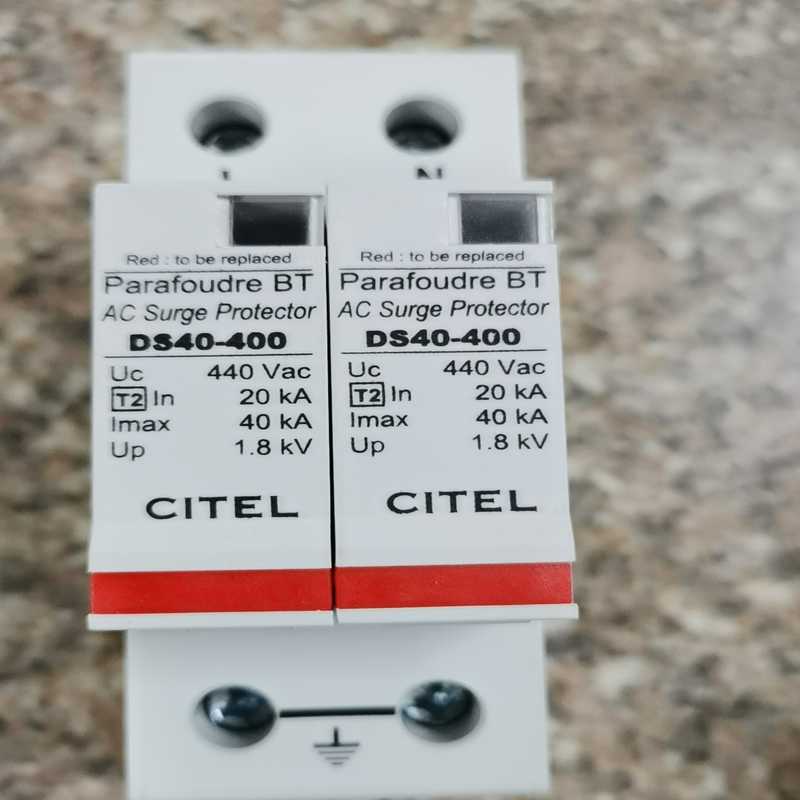 L N
Red : to be replaced
Parafoudre BT
AC Surge Protector
DS40-400
Uc 440 Vac
T2 In 20 kA
Imax 40 kA
Up 1.8 kV
CITEL
Red : to be replaced
Parafoudre BT
AC Surge Protector
DS40-400
Uc 440 Vac
T2 In 20 kA
Imax 40 kA
Up 1.8 kV
CITEL